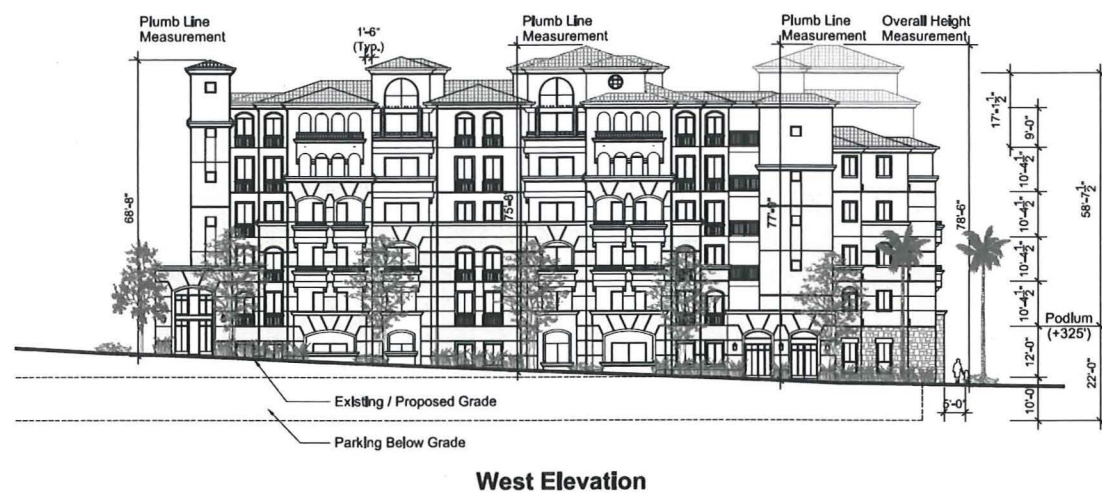 Plumb Line
Measurement
1'-6"
(Typ.)
Plumb Line
Measurement
Plumb Line
Measurement
Overall Height
Measurement
68'-8"
75'-8"
77'-0"
78'-6"
17'-1 1/2"
9'-0"
10'-4 1/2"
10'-4 1/2"
10'-4 1/2"
10'-4 1/2"
12'-0"
10'-0"
58'-7 1/2"
Podium
(+325')
22'-0"
5'-0"
Existing / Proposed Grade
Parking Below Grade
West Elevation